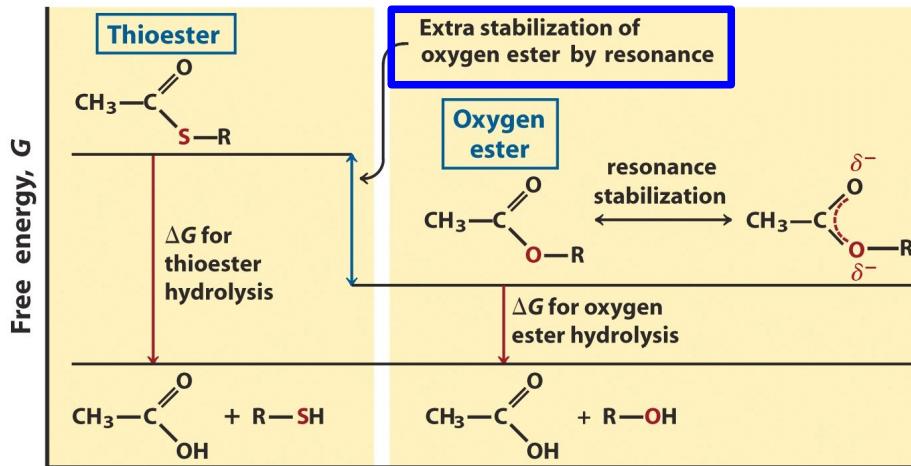 Thioester
Extra stabilization of
oxygen ester by resonance
O
CH3—C
S—R
Oxygen
ester
Free energy, G
ΔG for
thioester
hydrolysis
O
CH3—C
O—R
resonance
stabilization
δ−
O
CH3—C
O—R
δ−
ΔG for oxygen
ester hydrolysis
O
CH3—C + R—SH
OH
O
CH3—C + R—OH
OH